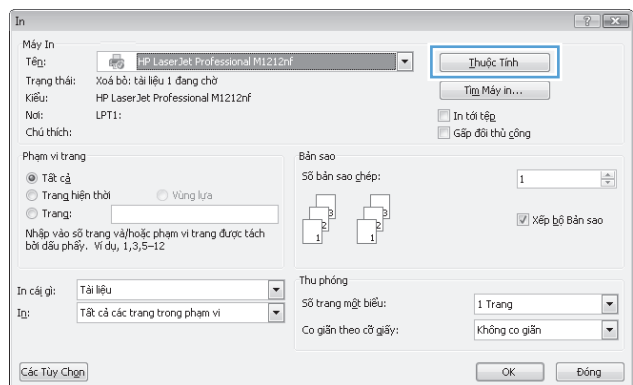 In
Máy In
Tên: HP LaserJet Professional M1212nf
Thuộc Tính
Trạng thái: Xoá bỏ: tài liệu 1 đang chờ
Tìm Máy in...
Kiểu: HP LaserJet Professional M1212nf
Nơi: LPT1:
In tới tệp
Chú thích:
Gấp đôi thủ công
Phạm vi trang
Tất cả
Trang hiện thời
Vùng lựa
Trang:
Nhập vào số trang và/hoặc phạm vi trang được tách
bởi dấu phẩy. Ví dụ, 1,3,5–12
Bản sao
Số bản sao chép: 1
3 3
2 2
1 1
Xếp bộ Bản sao
In cái gì: Tài liệu
In: Tất cả các trang trong phạm vi
Thu phóng
Số trang một biểu: 1 Trang
Co giãn theo cỡ giấy: Không co giãn
Các Tùy Chọn
OK
Đóng